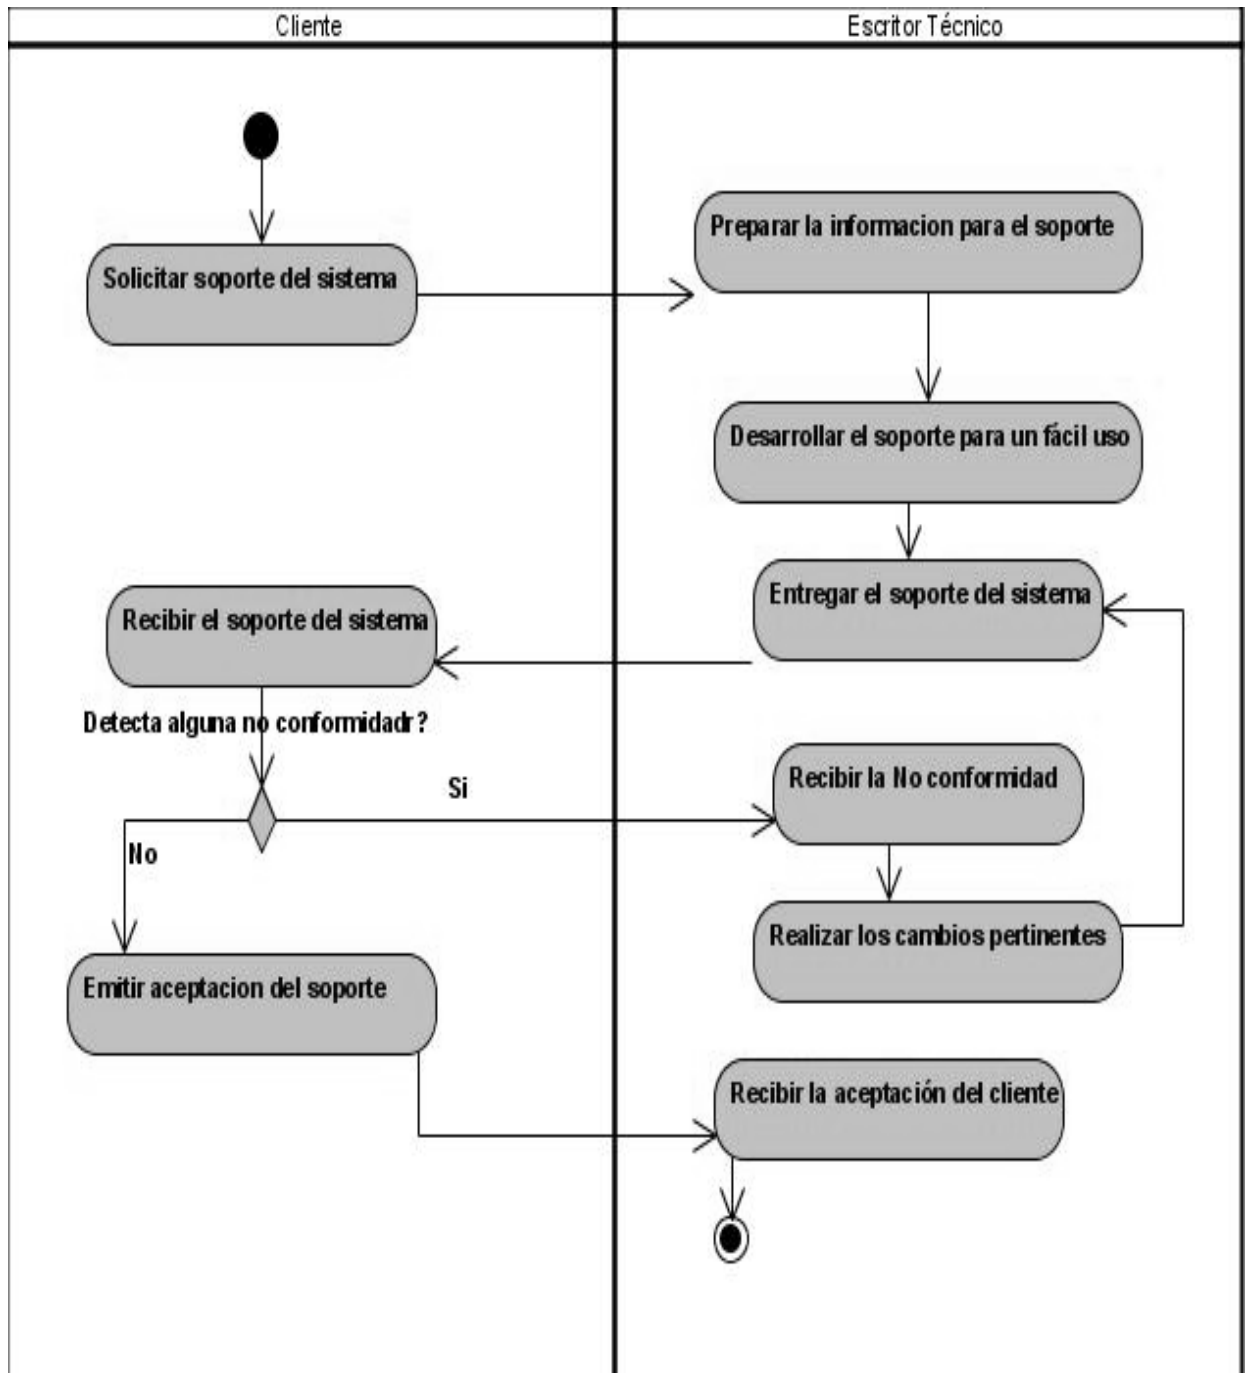 Cliente
Escritor Técnico
Solicitar soporte del sistema
Preparar la informacion para el soporte
Desarrollar el soporte para un fácil uso
Entregar el soporte del sistema
Recibir el soporte del sistema
Detecta alguna no conformidadr?
Si
Recibir la No conformidad
No
Realizar los cambios pertinentes
Emitir aceptacion del soporte
Recibir la aceptación del cliente